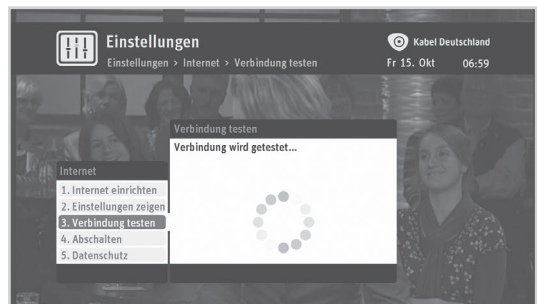 Einstellungen
Kabel Deutschland
Einstellungen > Internet > Verbindung testen
Fr 15. Okt 06:59
Verbindung testen
Verbindung wird getestet...
Internet
1. Internet einrichten
2. Einstellungen zeigen
3. Verbindung testen
4. Abschalten
5. Datenschutz